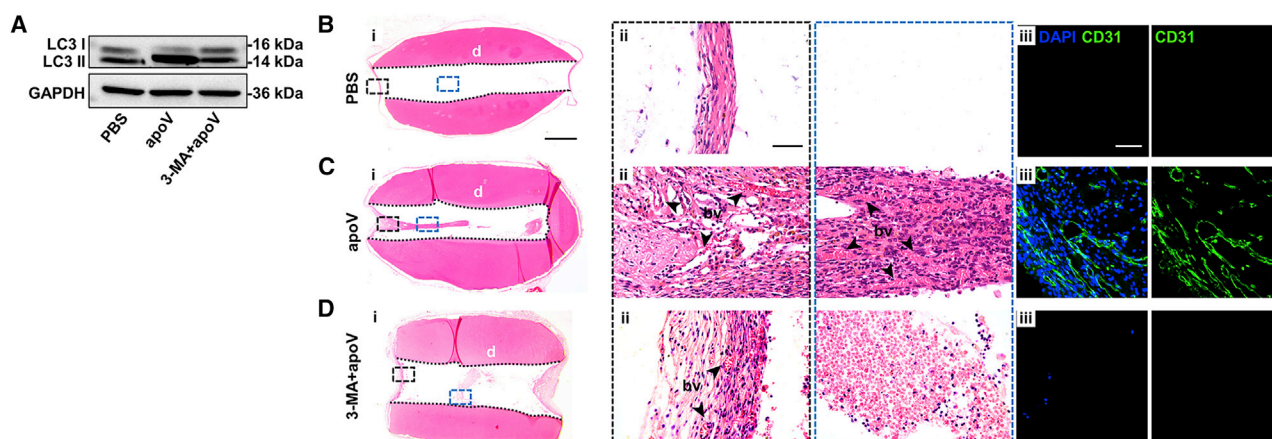 A
LC3 I
LC3 II
GAPDH
-16 kDa
-14 kDa
-36 kDa
PBS
apoV
3-MA+apoV
B
PBS
i
d
ii
iii
DAPI CD31
CD31
C
apoV
i
d
ii
bv
bv
iii
D
3-MA+apoV
i
d
ii
bv
iii